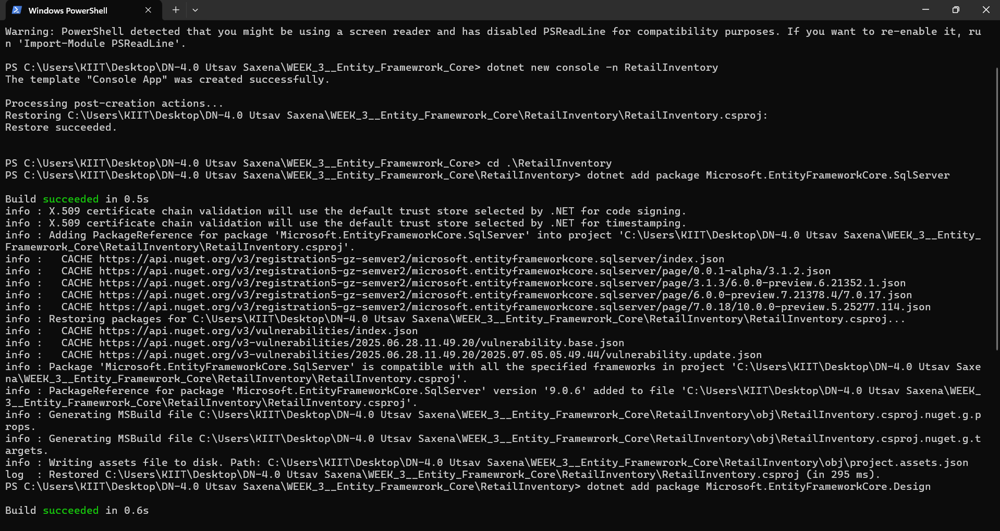 Windows PowerShell
Warning: PowerShell detected that you might be using a screen reader and has disabled PSReadLine for compatibility purposes. If you want to re-enable it, ru
n 'Import-Module PSReadLine'.
PS C:\Users\KIIT\Desktop\DN-4.0 Utsav Saxena\WEEK_3__Entity_Framewrork_Core> dotnet new console -n RetailInventory
The template "Console App" was created successfully.
Processing post-creation actions...
Restoring C:\Users\KIIT\Desktop\DN-4.0 Utsav Saxena\WEEK_3__Entity_Framewrork_Core\RetailInventory\RetailInventory.csproj:
Restore succeeded.
PS C:\Users\KIIT\Desktop\DN-4.0 Utsav Saxena\WEEK_3__Entity_Framewrork_Core> cd .\RetailInventory
PS C:\Users\KIIT\Desktop\DN-4.0 Utsav Saxena\WEEK_3__Entity_Framewrork_Core\RetailInventory> dotnet add package Microsoft.EntityFrameworkCore.SqlServer
Build succeeded in 0.5s
info : X.509 certificate chain validation will use the default trust store selected by .NET for code signing.
info : X.509 certificate chain validation will use the default trust store selected by .NET for timestamping.
info : Adding PackageReference for package 'Microsoft.EntityFrameworkCore.SqlServer' into project 'C:\Users\KIIT\Desktop\DN-4.0 Utsav Saxena\WEEK_3__Entity_
Framewrork_Core\RetailInventory\RetailInventory.csproj'.
info :   CACHE https://api.nuget.org/v3/registration5-gz-semver2/microsoft.entityframeworkcore.sqlserver/index.json
info :   CACHE https://api.nuget.org/v3/registration5-gz-semver2/microsoft.entityframeworkcore.sqlserver/page/0.0.1-alpha/3.1.2.json
info :   CACHE https://api.nuget.org/v3/registration5-gz-semver2/microsoft.entityframeworkcore.sqlserver/page/3.1.3/6.0.0-preview.6.21352.1.json
info :   CACHE https://api.nuget.org/v3/registration5-gz-semver2/microsoft.entityframeworkcore.sqlserver/page/6.0.0-preview.7.21378.4/7.0.17.json
info :   CACHE https://api.nuget.org/v3/registration5-gz-semver2/microsoft.entityframeworkcore.sqlserver/page/7.0.18/10.0.0-preview.5.25277.114.json
info : Restoring packages for C:\Users\KIIT\Desktop\DN-4.0 Utsav Saxena\WEEK_3__Entity_Framewrork_Core\RetailInventory\RetailInventory.csproj...
info :   CACHE https://api.nuget.org/v3/vulnerabilities/index.json
info :   CACHE https://api.nuget.org/v3-vulnerabilities/2025.06.28.11.49.20/vulnerability.base.json
info :   CACHE https://api.nuget.org/v3-vulnerabilities/2025.06.28.11.49.20/2025.07.05.05.49.44/vulnerability.update.json
info : Package 'Microsoft.EntityFrameworkCore.SqlServer' is compatible with all the specified frameworks in project 'C:\Users\KIIT\Desktop\DN-4.0 Utsav Saxe
na\WEEK_3__Entity_Framewrork_Core\RetailInventory\RetailInventory.csproj'.
info : PackageReference for package 'Microsoft.EntityFrameworkCore.SqlServer' version '9.0.6' added to file 'C:\Users\KIIT\Desktop\DN-4.0 Utsav Saxena\WEEK_
3__Entity_Framewrork_Core\RetailInventory\RetailInventory.csproj'.
info : Generating MSBuild file C:\Users\KIIT\Desktop\DN-4.0 Utsav Saxena\WEEK_3__Entity_Framewrork_Core\RetailInventory\obj\RetailInventory.csproj.nuget.g.p
rops.
info : Generating MSBuild file C:\Users\KIIT\Desktop\DN-4.0 Utsav Saxena\WEEK_3__Entity_Framewrork_Core\RetailInventory\obj\RetailInventory.csproj.nuget.g.t
argets.
info : Writing assets file to disk. Path: C:\Users\KIIT\Desktop\DN-4.0 Utsav Saxena\WEEK_3__Entity_Framewrork_Core\RetailInventory\obj\project.assets.json
log  : Restored C:\Users\KIIT\Desktop\DN-4.0 Utsav Saxena\WEEK_3__Entity_Framewrork_Core\RetailInventory\RetailInventory.csproj (in 295 ms).
PS C:\Users\KIIT\Desktop\DN-4.0 Utsav Saxena\WEEK_3__Entity_Framewrork_Core\RetailInventory> dotnet add package Microsoft.EntityFrameworkCore.Design
Build succeeded in 0.6s